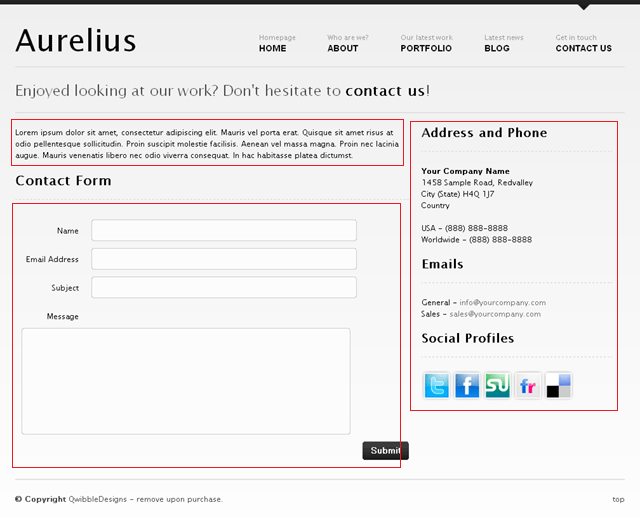 Aurelius
Homepage
HOME
Who are we?
ABOUT
Our latest work
PORTFOLIO
Latest news
BLOG
Get in touch
CONTACT US
Enjoyed looking at our work? Don't hesitate to contact us!
Lorem ipsum dolor sit amet, consectetur adipiscing elit. Mauris vel porta erat. Quisque sit amet risus at
odio pellentesque sollicitudin. Proin suscipit molestie facilisis. Aenean vel massa magna. Proin nec lacinia
augue. Mauris venenatis libero nec odio viverra consequat. In hac habitasse platea dictumst.
Contact Form
Name
Email Address
Subject
Message
Submit
Address and Phone
Your Company Name
1458 Sample Road, Redvalley
City (State) H4Q 1J7
Country
USA - (888) 888-8888
Worldwide - (888) 888-8888
Emails
General - info@yourcompany.com
Sales - sales@yourcompany.com
Social Profiles
t
f
SU
fr
© Copyright QwibbleDesigns - remove upon purchase.
top